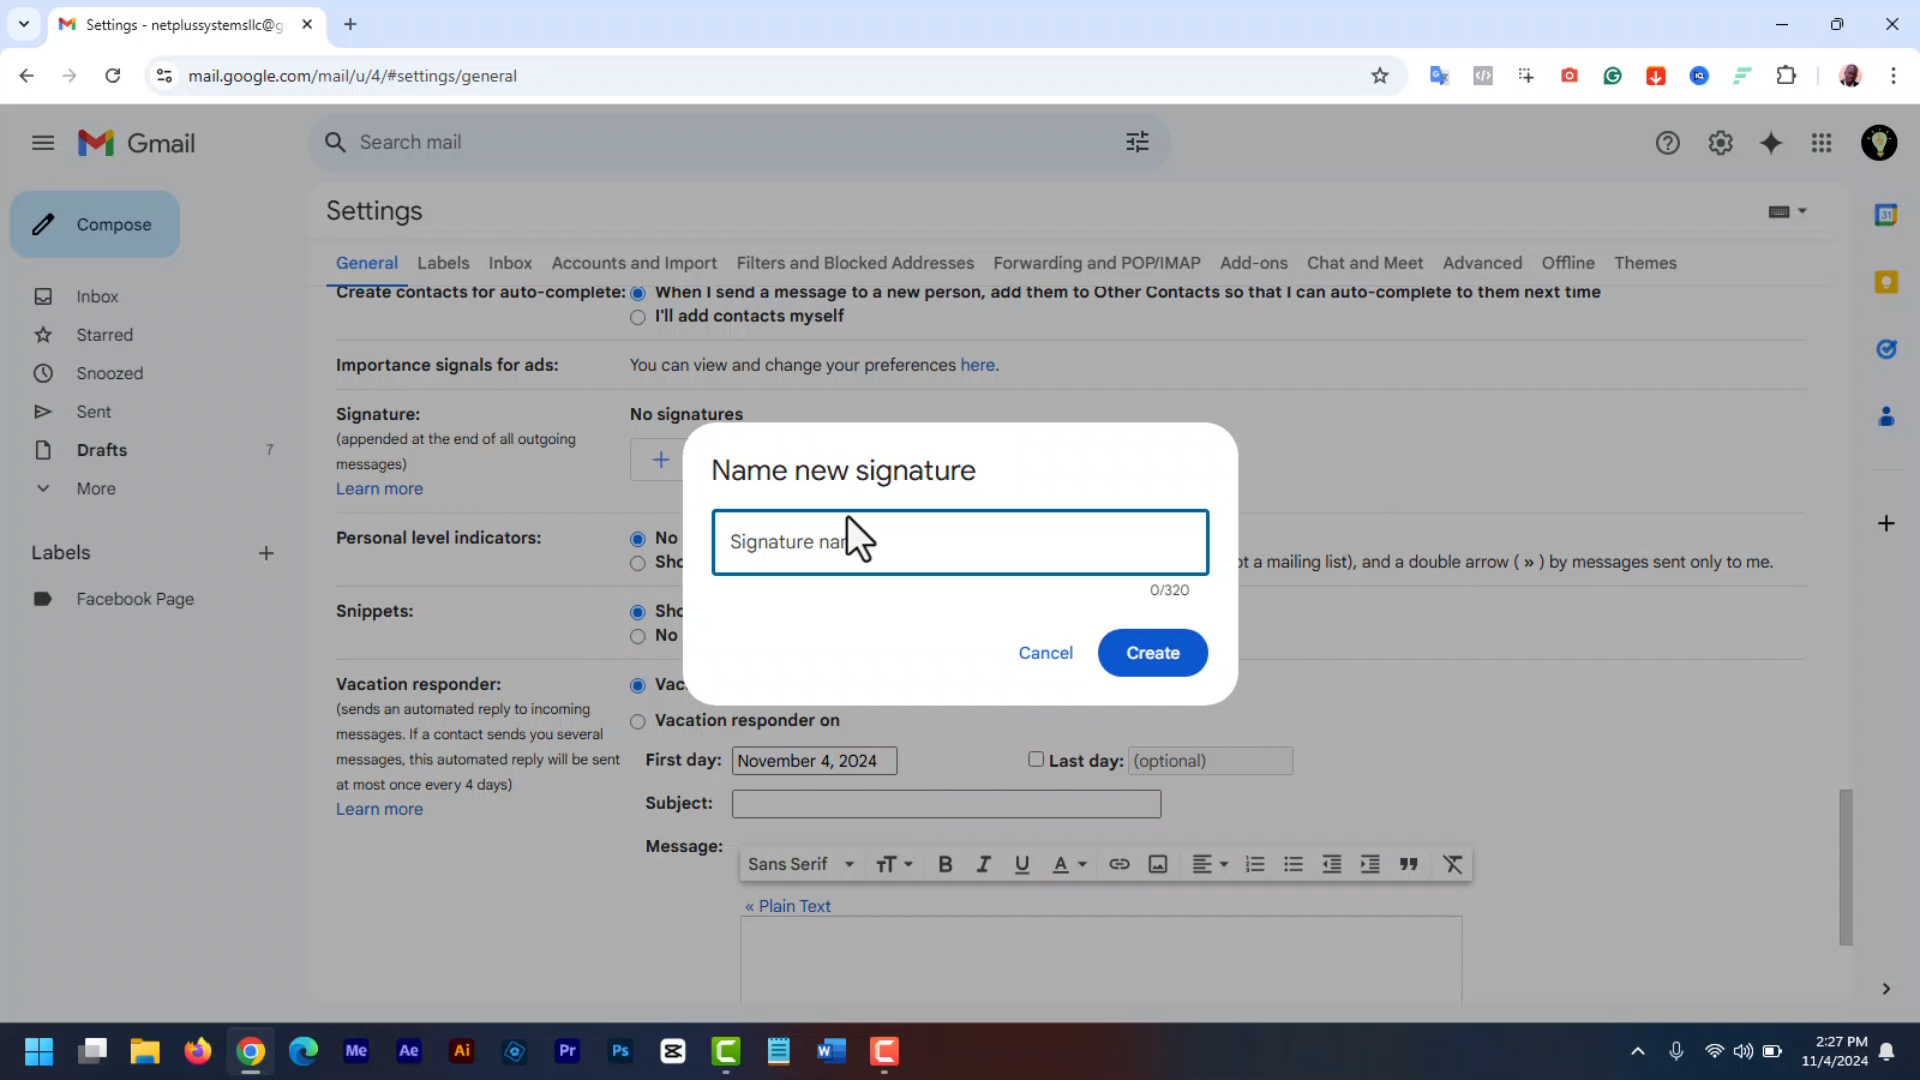 Settings - netplussystemsllc@g
mail.google.com/mail/u/4/#settings/general
Gmail
Search mail
Compose
Inbox
Starred
Snoozed
Sent
Drafts 7
More
Labels
Facebook Page
Settings
General Labels Inbox Accounts and Import Filters and Blocked Addresses Forwarding and POP/IMAP Add-ons Chat and Meet Advanced Offline Themes
Create contacts for auto-complete: When I send a message to a new person, add them to Other Contacts so that I can auto-complete to them next time
I'll add contacts myself
Importance signals for ads: You can view and change your preferences here.
Signature: No signatures
(appended at the end of all outgoing
messages)
Learn more
Name new signature
Signature nar
0/320
Cancel Create
Personal level indicators: No
Sho ot a mailing list), and a double arrow ( » ) by messages sent only to me.
Snippets: Sho
No
Vacation responder: Vac
(sends an automated reply to incoming
messages. If a contact sends you several
messages, this automated reply will be sent
at most once every 4 days)
Learn more
Vacation responder on
First day: November 4, 2024 Last day: (optional)
Subject:
Message:
Sans Serif
« Plain Text
31
Me Ae Ai Pr Ps
2:27 PM
11/4/2024